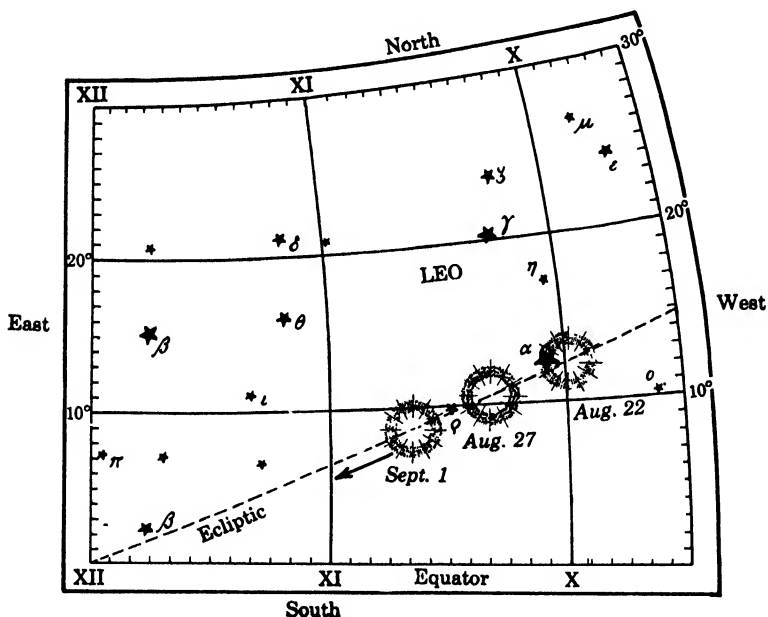 North
XII
XI
X
30°
μ
ε
ζ
γ
20°
δ
LEO
η
East
West
β
θ
α
ο
10°
ι
10°
20°
Aug. 22
ρ
Aug. 27
π
Sept. 1
β
Ecliptic
XII
XI
Equator
X
South